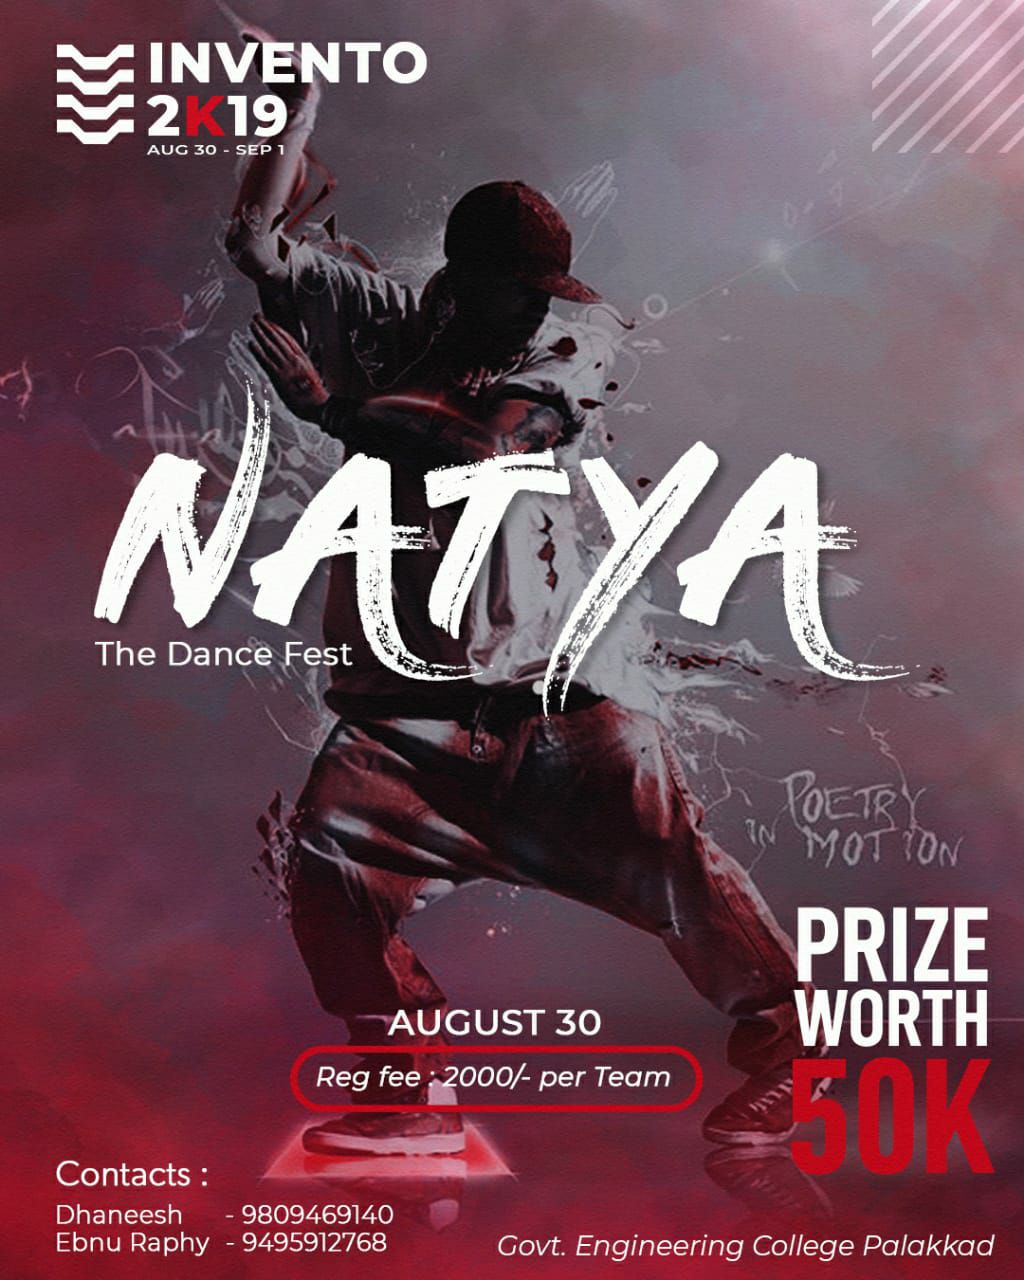 INVENTO
2K19
AUG 30 - SEP 1
NATYA
The Dance Fest
POETRY
IN MOTION
PRIZE
WORTH
50K
AUGUST 30
Reg fee : 2000/- per Team
Contacts :
Dhaneesh - 9809469140
Ebnu Raphy - 9495912768
Govt. Engineering College Palakkad